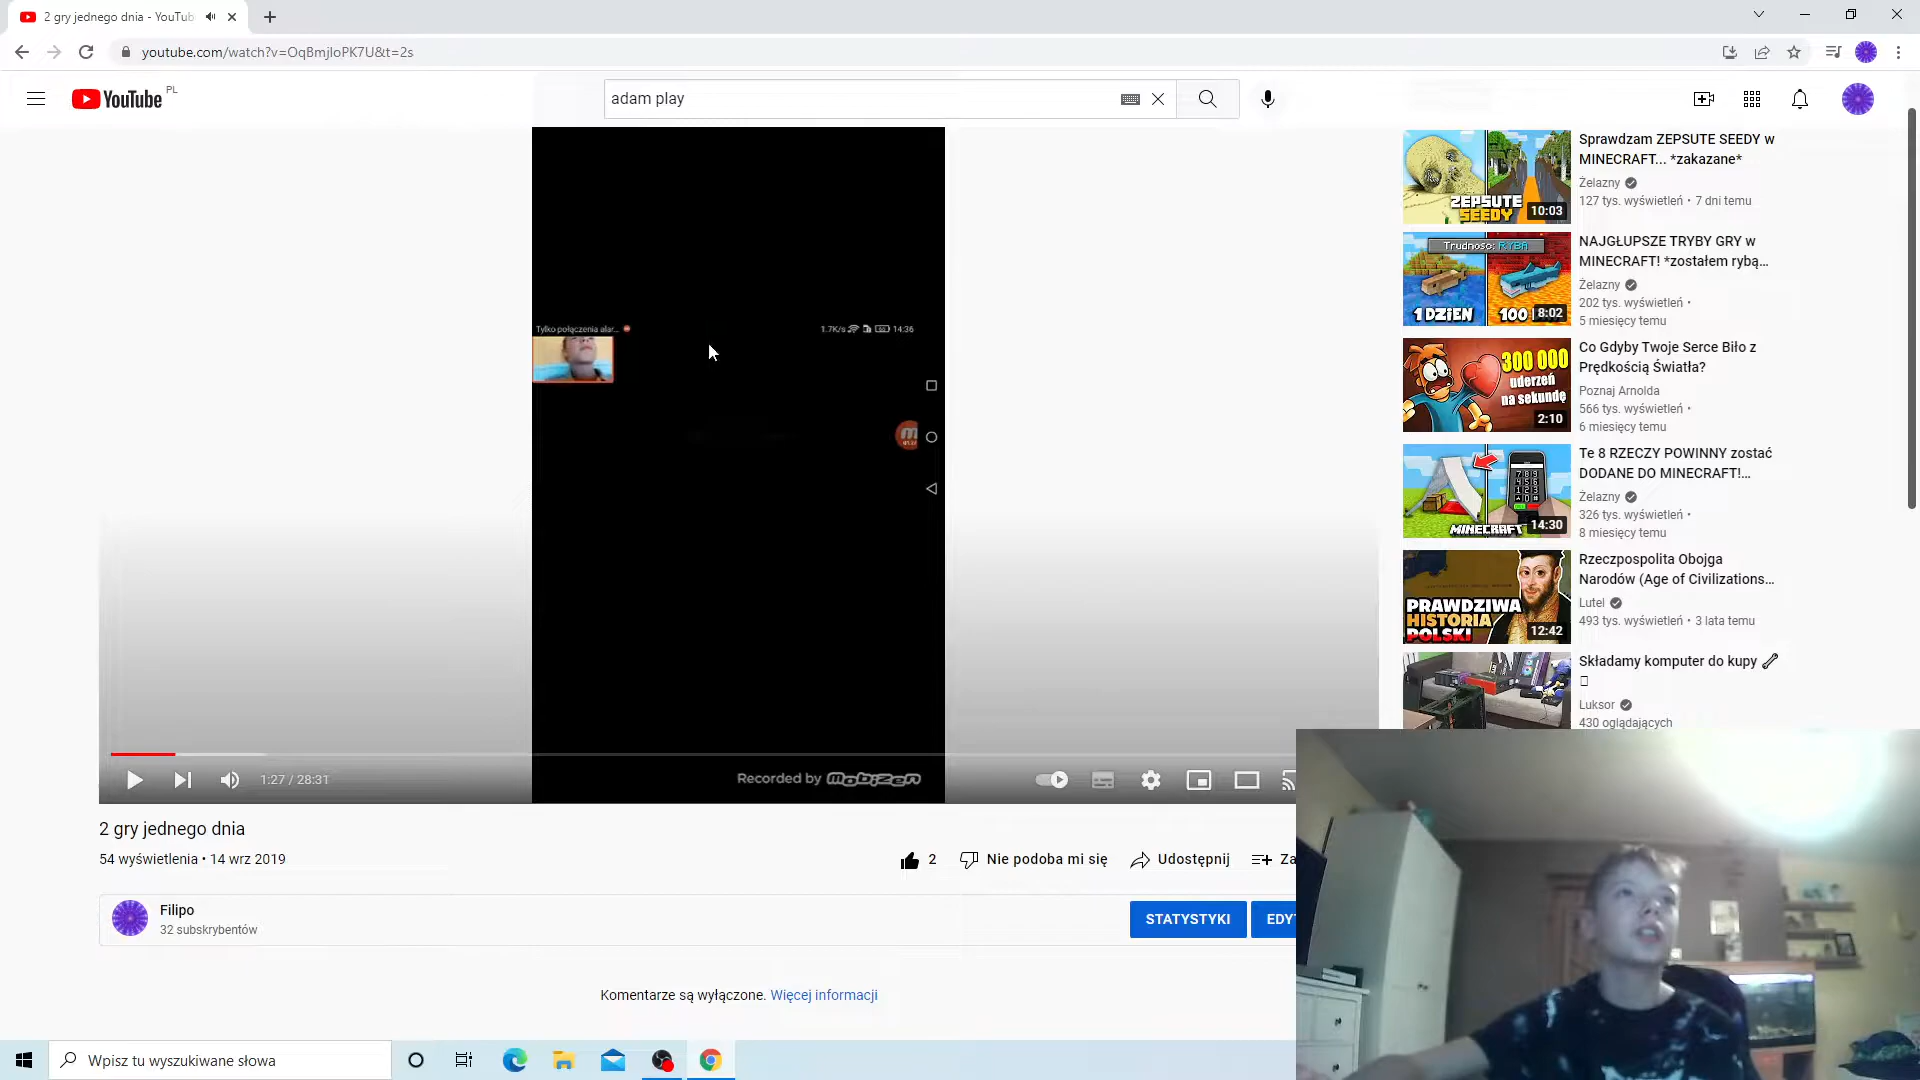 2 gry jednego dnia - YouTub
youtube.com/watch?v=OqBmjIoPK7U&t=2s
YouTube PL
adam play
Tylko połączenia alar...
1.7K/s 14:36
Recorded by mobizen
1:27 / 28:31
2 gry jednego dnia
54 wyświetlenia • 14 wrz 2019
2
Nie podoba mi się
Udostępnij
Za
Filipo
32 subskrybentów
STATYSTYKI
EDYT
Komentarze są wyłączone. Więcej informacji
ZEPSUTE
SEEDY
10:03
Sprawdzam ZEPSUTE SEEDY w
MINECRAFT... *zakazane*
Żelazny
127 tys. wyświetleń • 7 dni temu
Trudność: RYBA
1 DZIEŃ
100
8:02
NAJGŁUPSZE TRYBY GRY w
MINECRAFT! *zostałem rybą...
Żelazny
202 tys. wyświetleń •
5 miesięcy temu
300 000
uderzeń
na sekundę
2:10
Co Gdyby Twoje Serce Biło z
Prędkością Światła?
Poznaj Arnolda
566 tys. wyświetleń •
6 miesięcy temu
MINECRAFT
14:30
Te 8 RZECZY POWINNY zostać
DODANE DO MINECRAFT!...
Żelazny
326 tys. wyświetleń •
8 miesięcy temu
PRAWDZIWA
HISTORIA
POLSKI
12:42
Rzeczpospolita Obojga
Narodów (Age of Civilizations...
Lutel
493 tys. wyświetleń • 3 lata temu
Składamy komputer do kupy
Luksor
430 oglądających
Wpisz tu wyszukiwane słowa